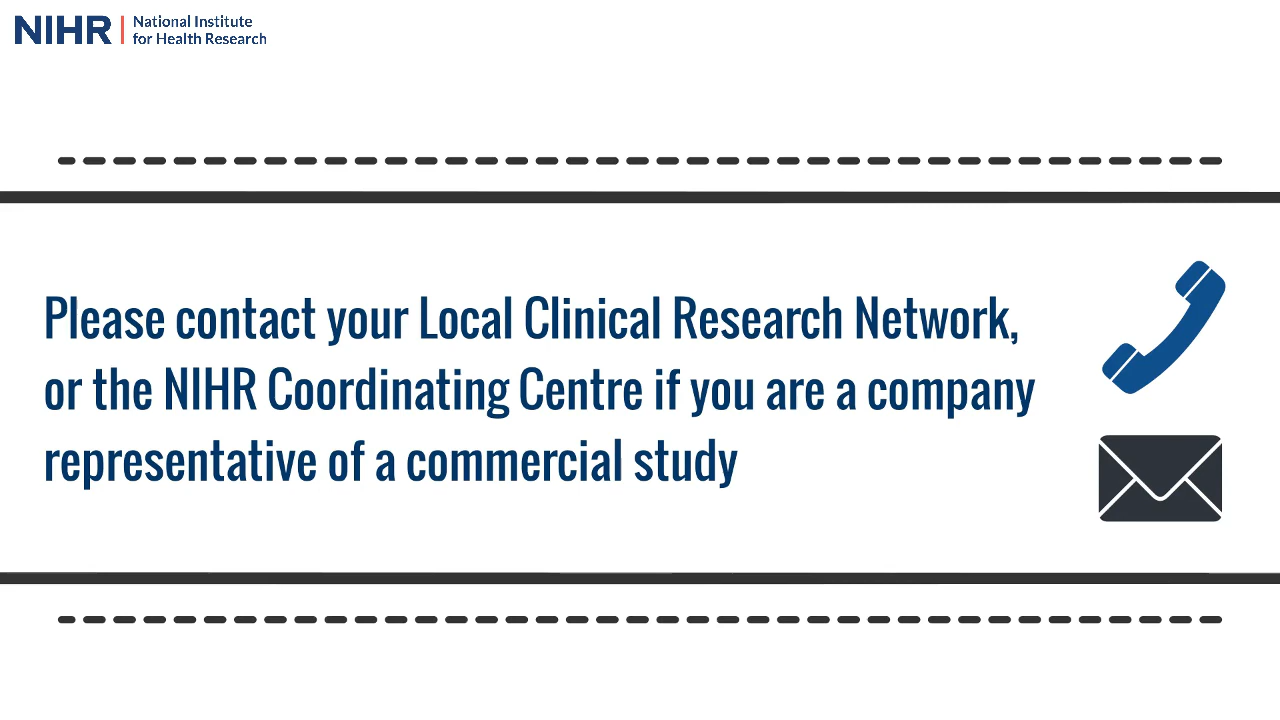 NIHR National Institute
for Health Research
Please contact your Local Clinical Research Network,
or the NIHR Coordinating Centre if you are a company
representative of a commercial study